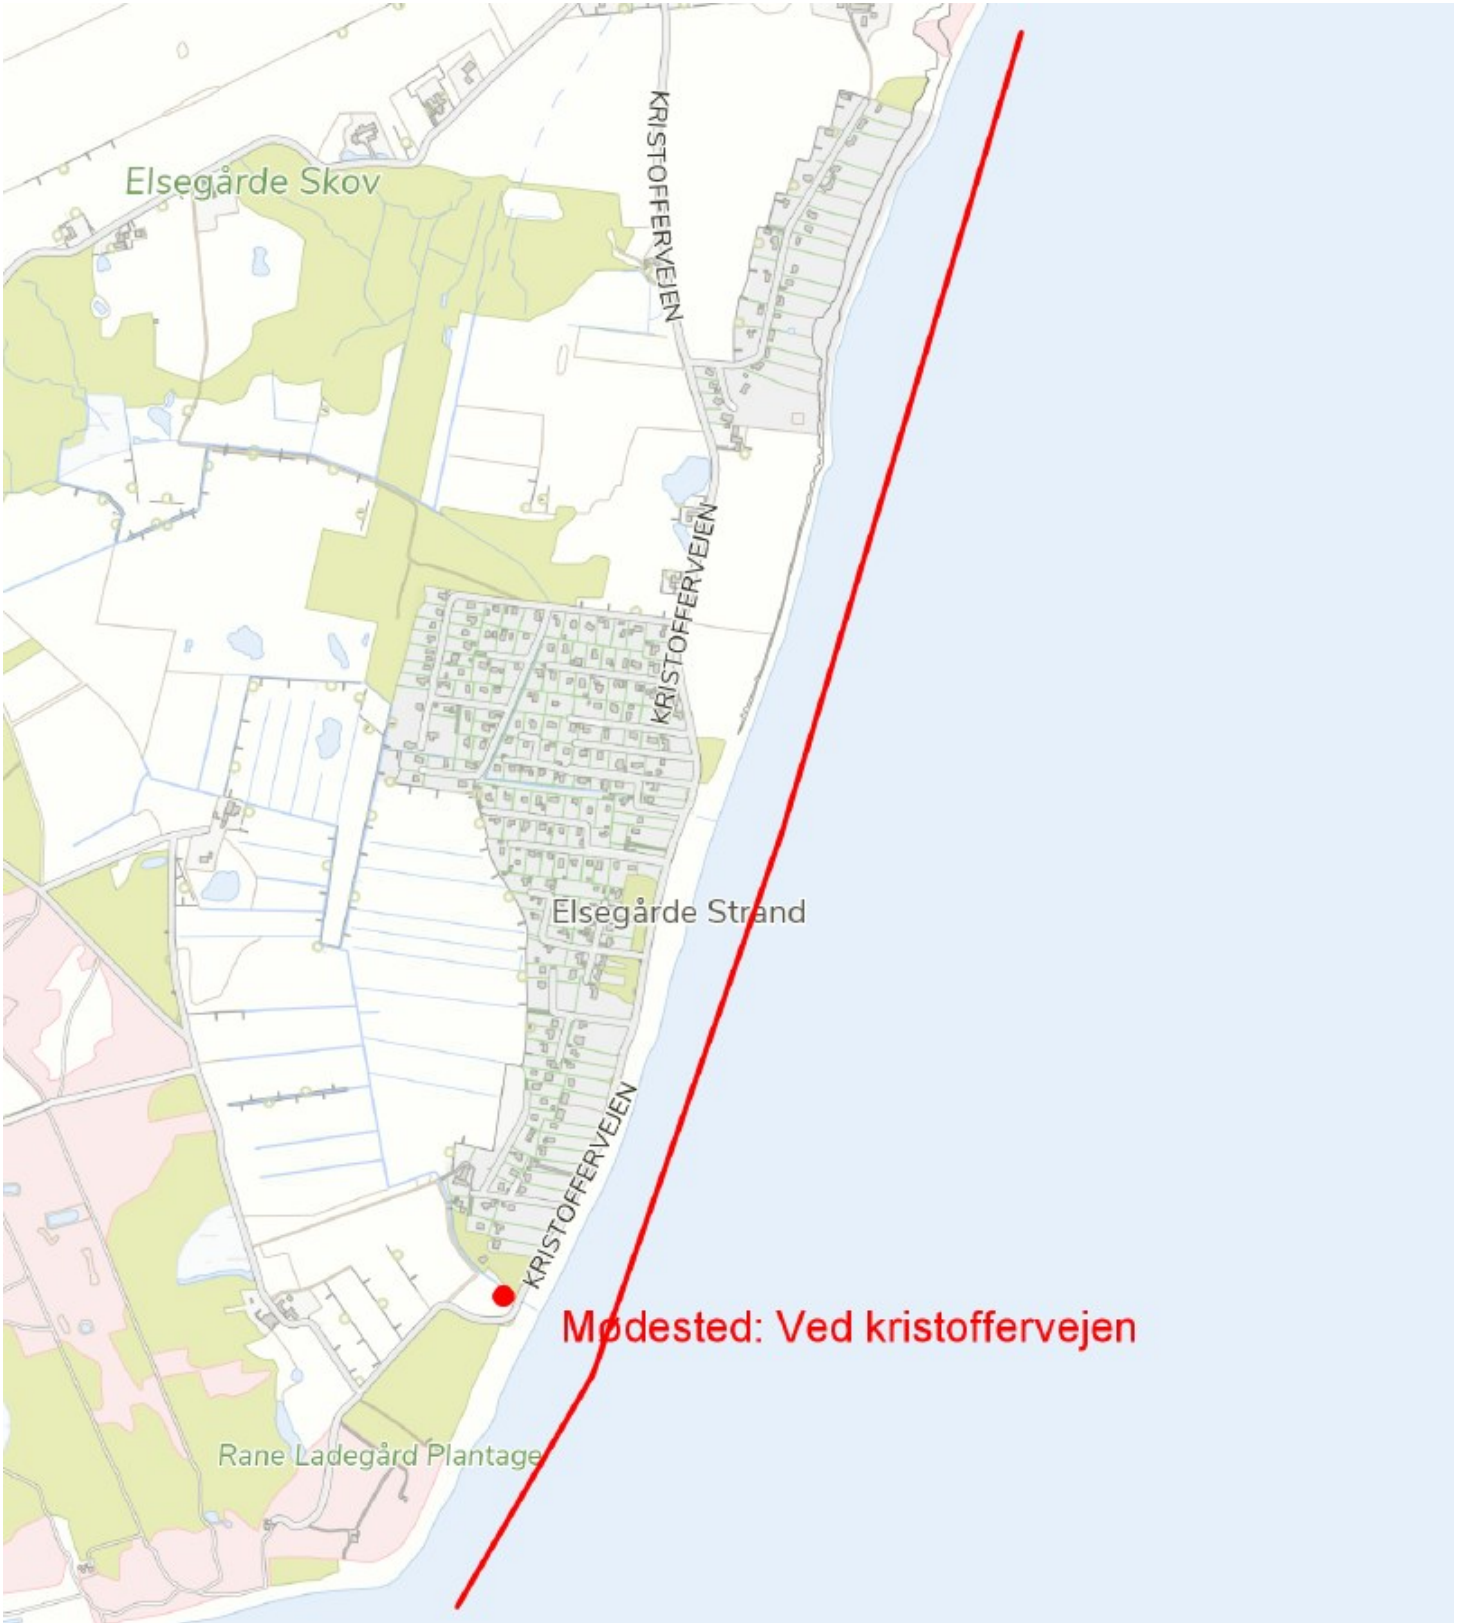 KRISTOFFERVEJEN
Elsegårde Skov
KRISTOFFERVEJEN
Elsegårde Strand
KRISTOFFERVEJEN
Mødested: Ved kristoffervejen
Rane Ladegård Plantage